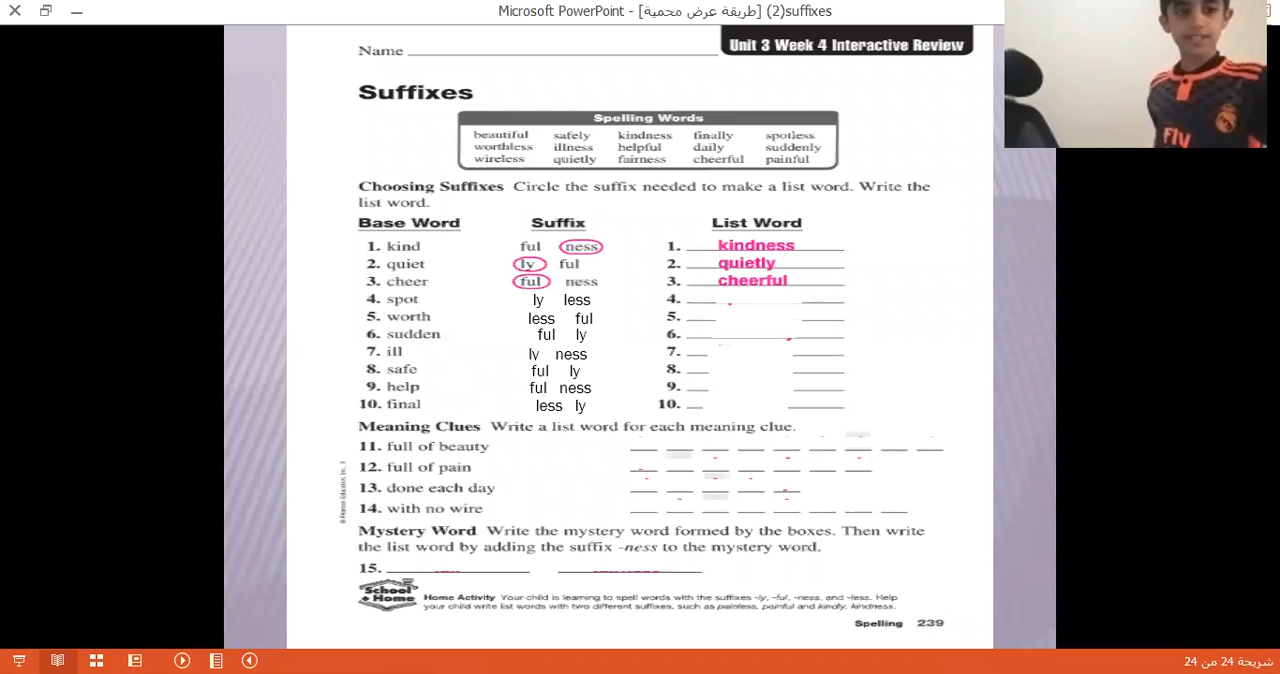 Microsoft PowerPoint - [طريقة عرض محمية] (2)suffixes
Name
Unit 3 Week 4 Interactive Review
Suffixes
Spelling Words
beautiful safely kindness finally spotless
worthless illness helpful daily suddenly
wireless quietly fairness cheerful painful
Choosing Suffixes Circle the suffix needed to make a list word. Write the
list word.
Base Word Suffix List Word
1. kind ful ness 1. kindness
2. quiet ly ful 2. quietly
3. cheer ful ness 3. cheerful
4. spot ly less 4.
5. worth less ful 5.
6. sudden ful ly 6.
7. ill ly ness 7.
8. safe ful ly 8.
9. help ful ness 9.
10. final less ly 10.
Meaning Clues Write a list word for each meaning clue.
11. full of beauty
12. full of pain
13. done each day
14. with no wire
Mystery Word Write the mystery word formed by the boxes. Then write
the list word by adding the suffix -ness to the mystery word.
15.
School + Home
Home Activity Your child is learning to spell words with the suffixes -ly, -ful, -ness, and -less. Help
your child write list words with two different suffixes, such as painless, painful and kindly, kindness.
Spelling 239
© Pearson Education, Inc., 3
FLY
شريحة 24 من 24